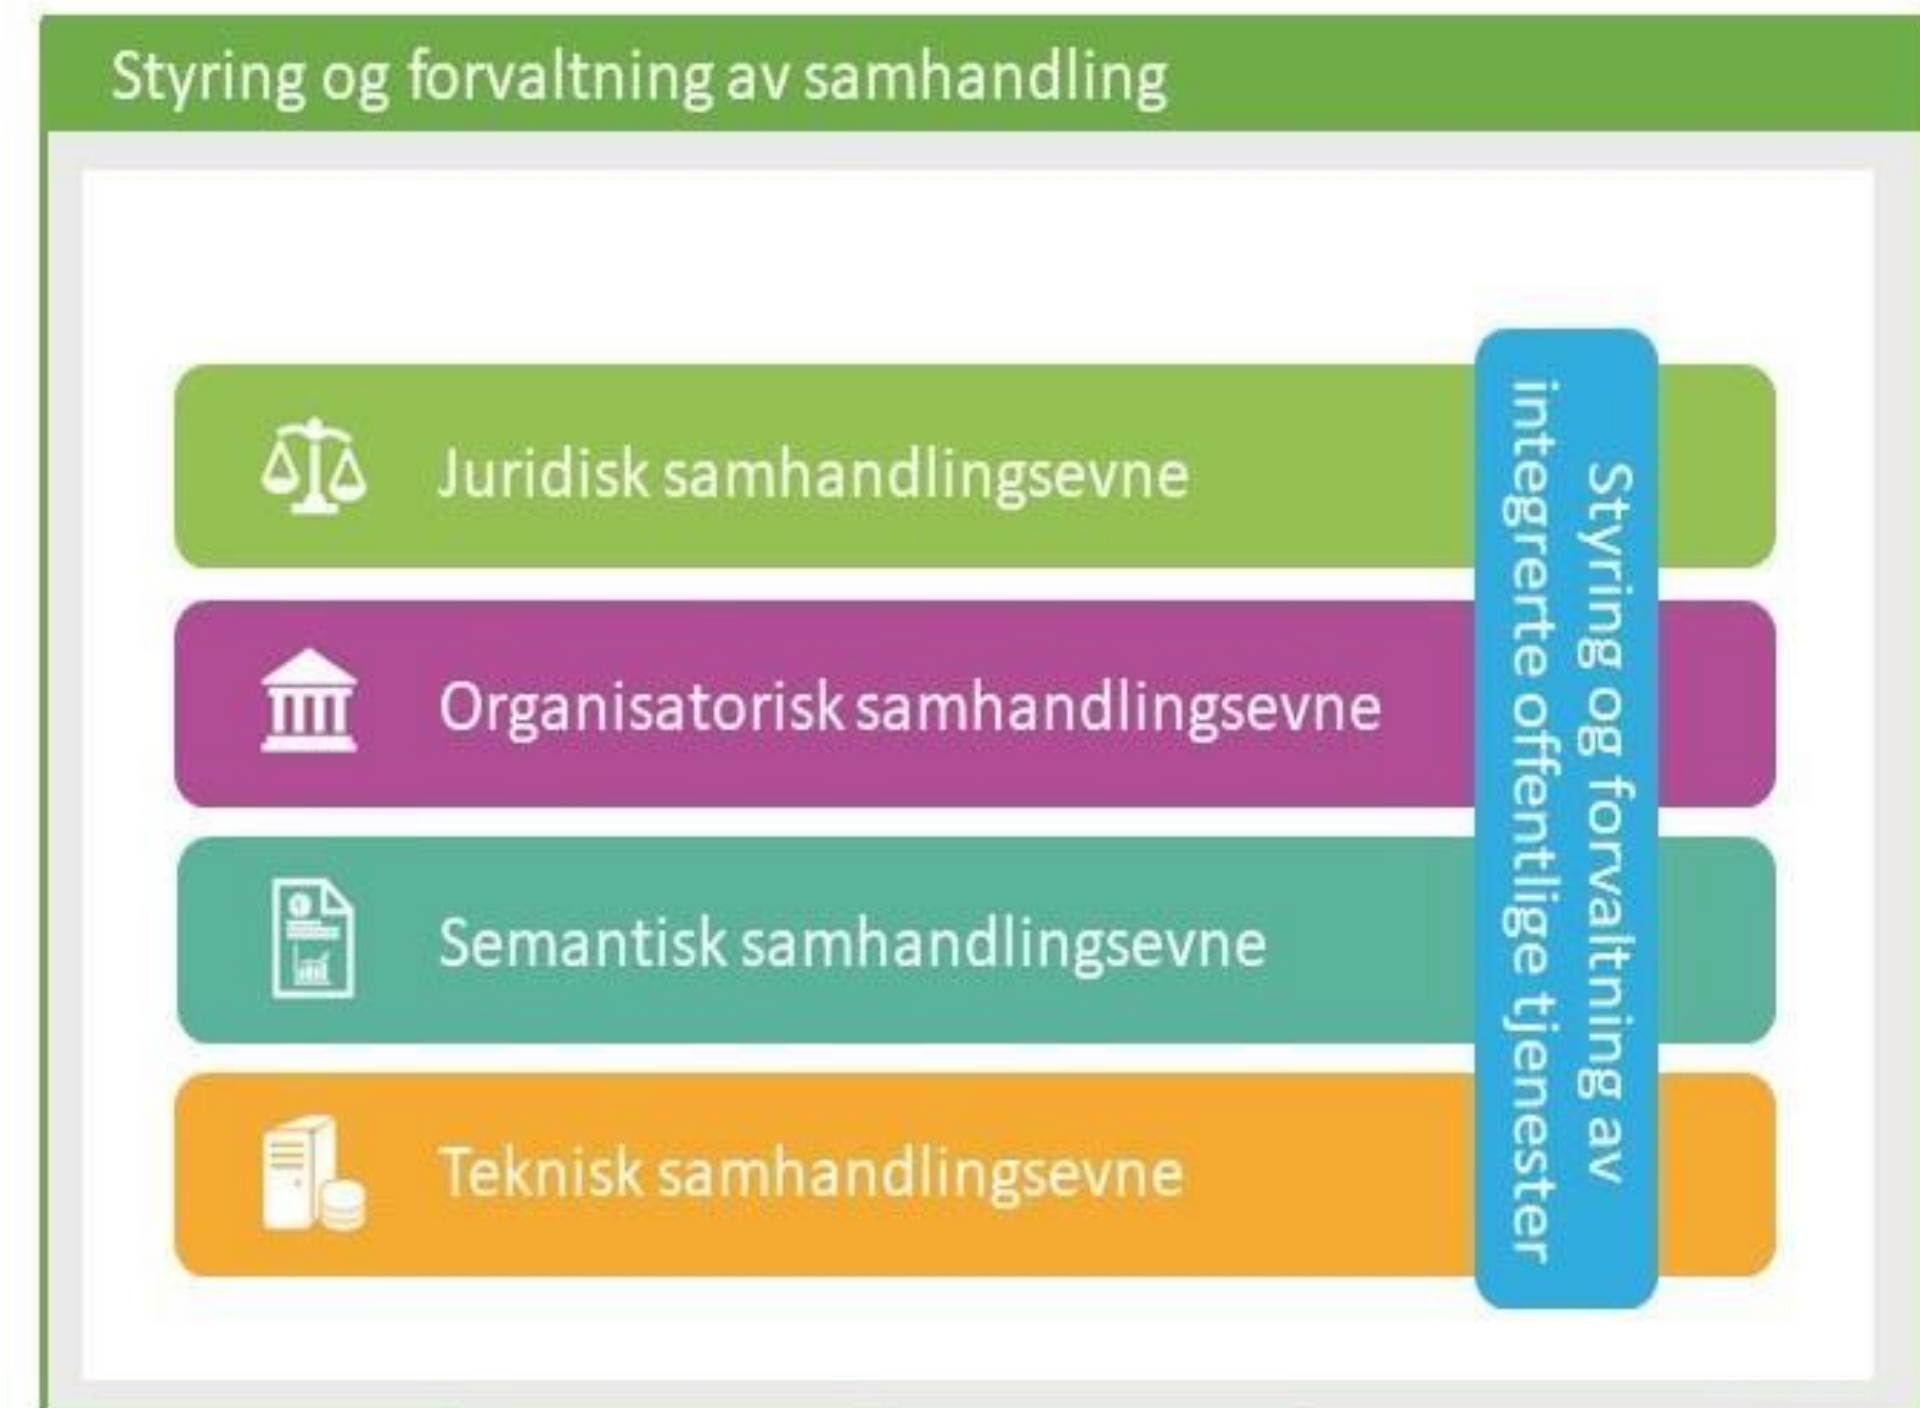 Styring og forvaltning av samhandling
Juridisk samhandlingsevne
Organisatorisk samhandlingsevne
Semantisk samhandlingsevne
Teknisk samhandlingsevne
Styring og forvaltning av
integrerte offentlige tjenester